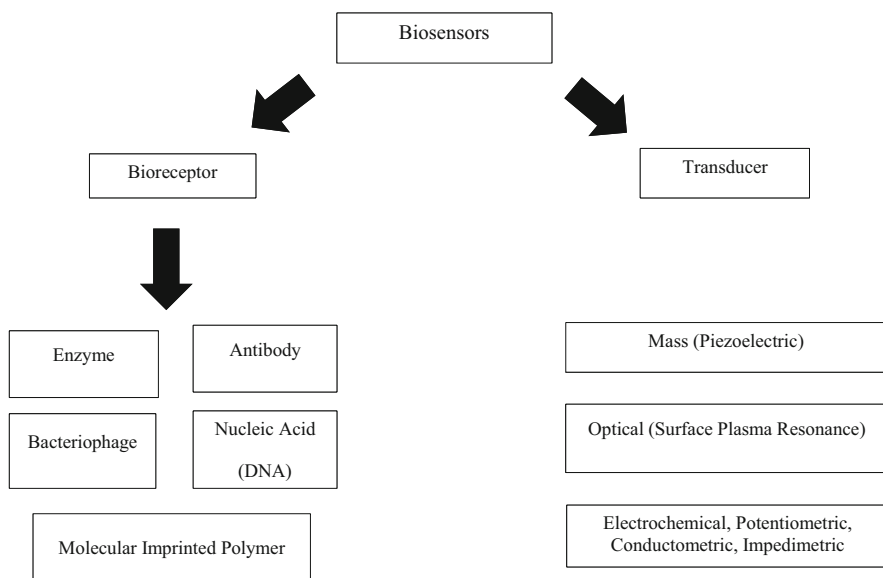 Biosensors
Bioreceptor
Transducer
Enzyme
Antibody
Bacteriophage
Nucleic Acid
(DNA)
Molecular Imprinted Polymer
Mass (Piezoelectric)
Optical (Surface Plasma Resonance)
Electrochemical, Potentiometric,
Conductometric, Impedimetric